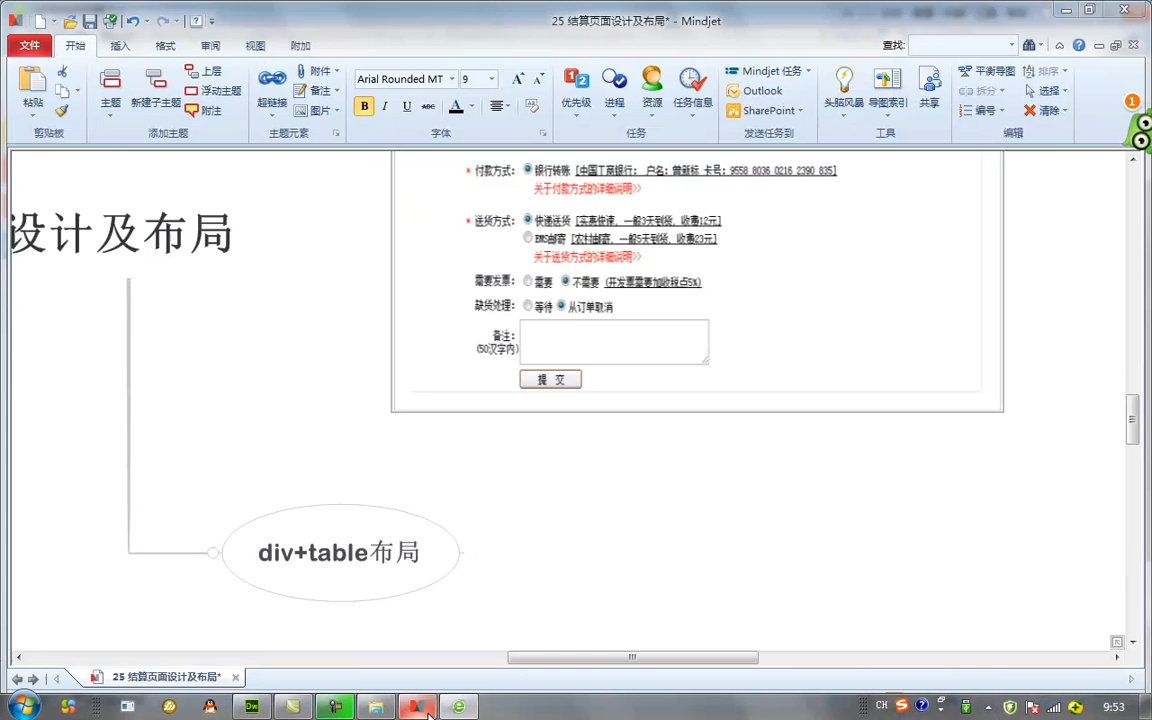 25 结算页面设计及布局* - Mindjet
文件 开始 插入 格式 审阅 视图 附加 查找:
粘贴 主题 新建子主题 上层 浮动主题 附注 超链接 附件 备注 图片 Arial Rounded MT 9 B I U abc A 优先级 进程 资源 任务信息 Mindjet 任务 Outlook SharePoint 头脑风暴 导图索引 共享 平衡导图 排序 拆分 选择 编号 清除 1
剪贴板 添加主题 主题元素 字体 任务 发送任务到 工具 编辑
* 付款方式: 银行转账 [中国工商银行: 户名: 曾新标 卡号: 9558 8036 0216 2390 835]
关于付款方式的详细说明>>
* 送货方式: 快递送货 [实惠快速、一般3天到货, 收费12元]
EMS邮寄 [农村邮寄、一般5天到货, 收费23元]
关于送货方式的详细说明>>
需要发票: 需要 不需要 (开发票需要加收税点5%)
缺货处理: 等待 从订单取消
备注:
(50汉字内)
提 交
设计及布局
div+table布局
25 结算页面设计及布局*
Dw CH 9:53